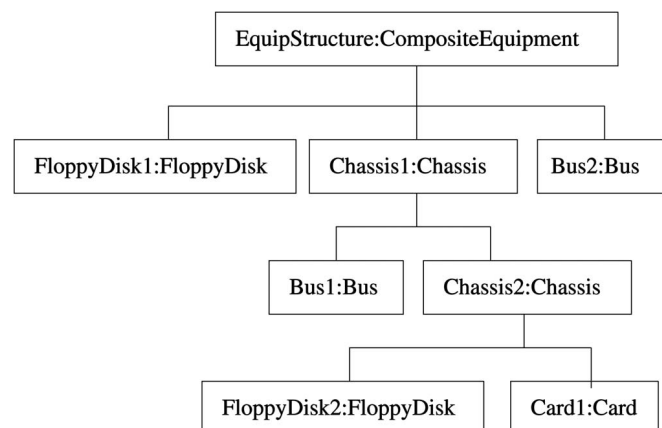 EquipStructure:CompositeEquipment
FloppyDisk1:FloppyDisk
Chassis1:Chassis
Bus2:Bus
Bus1:Bus
Chassis2:Chassis
FloppyDisk2:FloppyDisk
Card1:Card